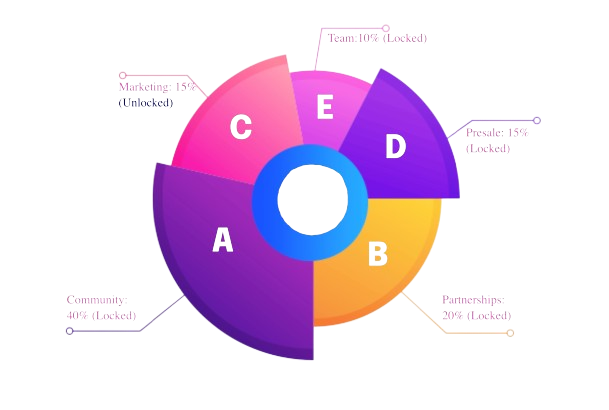 Team:10% (Locked)
Marketing: 15%
(Unlocked)
E
C
D
Presale: 15%
(Locked)
A
B
Community:
40% (Locked)
Partnerships:
20% (Locked)